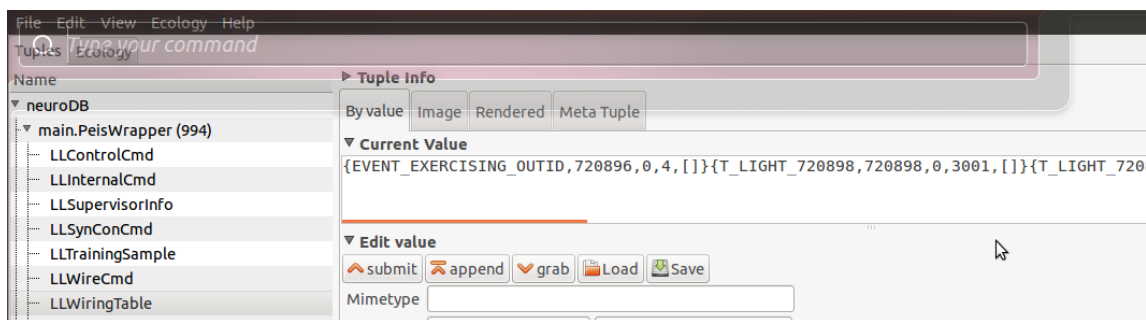 File Edit View Ecology Help
Type your command
Tuples Ecology
Name
Tuple Info
neuroDB
By value Image Rendered Meta Tuple
main.PeisWrapper (994)
Current Value
LLControlCmd
{EVENT_EXERCISING_OUTID,720896,0,4,[]}{T_LIGHT_720898,720898,0,3001,[]}{T_LIGHT_720
LLInternalCmd
LLSupervisorInfo
LLSynConCmd
Edit value
LLTrainingSample
submit append grab Load Save
LLWireCmd
LLWiringTable
Mimetype